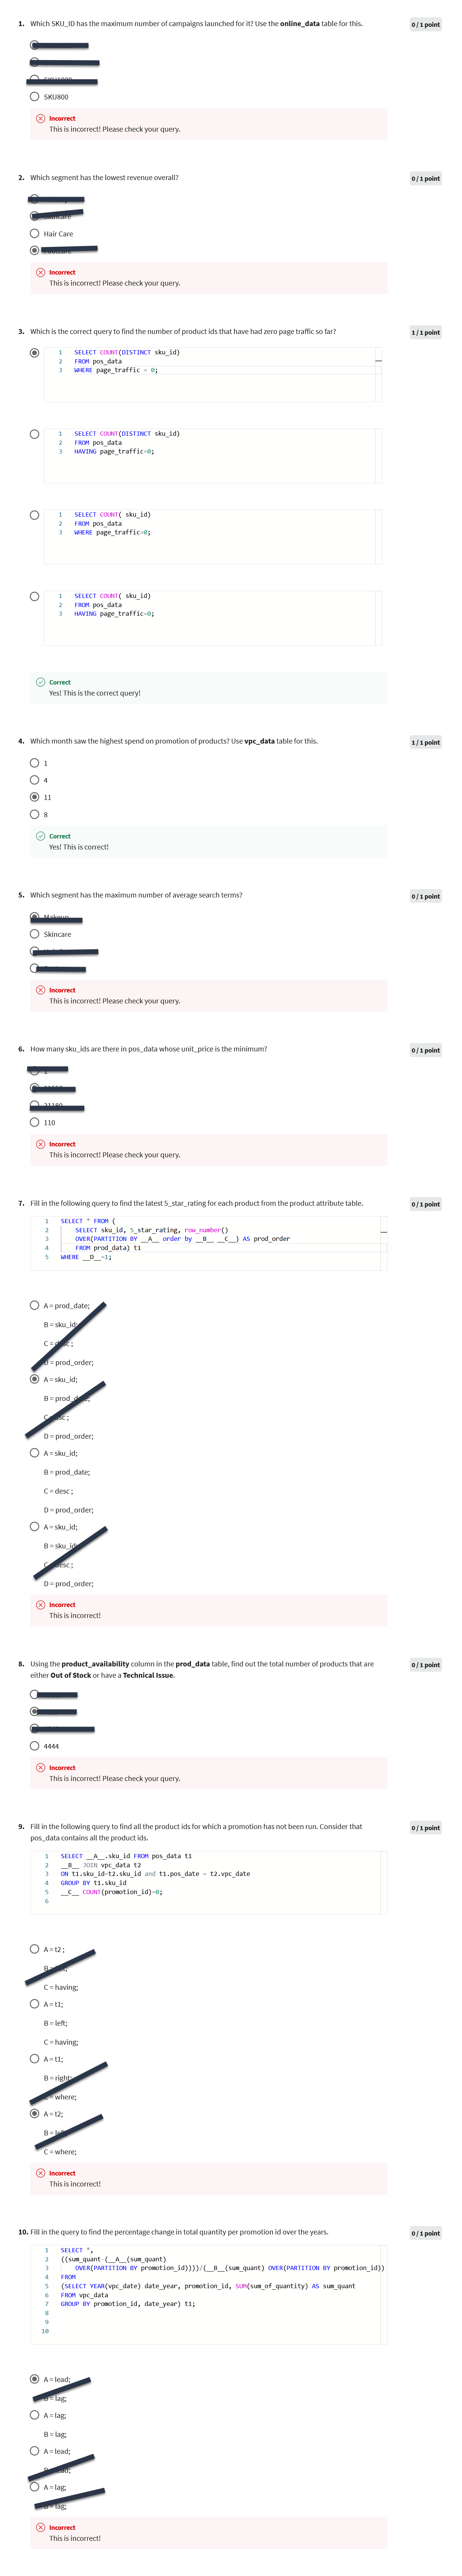 1. Which SKU_ID has the maximum number of campaigns launched for it? Use the online_data table for this.
0 / 1 point
SKU800
Incorrect
This is incorrect! Please check your query.
2. Which segment has the lowest revenue overall?
0 / 1 point
Skincare
Hair Care
Incorrect
This is incorrect! Please check your query.
3. Which is the correct query to find the number of product ids that have had zero page traffic so far?
1 / 1 point
1 SELECT COUNT(DISTINCT sku_id)
2 FROM pos_data
3 WHERE page_traffic = 0;
1 SELECT COUNT(DISTINCT sku_id)
2 FROM pos_data
3 HAVING page_traffic=0;
1 SELECT COUNT( sku_id)
2 FROM pos_data
3 WHERE page_traffic=0;
1 SELECT COUNT( sku_id)
2 FROM pos_data
3 HAVING page_traffic=0;
Correct
Yes! This is the correct query!
4. Which month saw the highest spend on promotion of products? Use vpc_data table for this.
1 / 1 point
1
4
11
8
Correct
Yes! This is correct!
5. Which segment has the maximum number of average search terms?
0 / 1 point
Makeup
Skincare
Incorrect
This is incorrect! Please check your query.
6. How many sku_ids are there in pos_data whose unit_price is the minimum?
0 / 1 point
110
Incorrect
This is incorrect! Please check your query.
7. Fill in the following query to find the latest 5_star_rating for each product from the product attribute table.
0 / 1 point
1 SELECT * FROM (
2 SELECT sku_id, 5_star_rating, row_number()
3 OVER(PARTITION BY __A__ order by __B__ __C__) AS prod_order
4 FROM prod_data) t1
5 WHERE __D__=1;
A = prod_date;
B = sku_id;
C = desc ;
D = prod_order;
A = sku_id;
B = prod_date;
C = asc ;
D = prod_order;
A = sku_id;
B = prod_date;
C = desc ;
D = prod_order;
A = sku_id;
B = sku_id;
C = desc ;
D = prod_order;
Incorrect
This is incorrect!
8. Using the product_availability column in the prod_data table, find out the total number of products that are
either Out of Stock or have a Technical Issue.
0 / 1 point
4444
Incorrect
This is incorrect! Please check your query.
9. Fill in the following query to find all the product ids for which a promotion has not been run. Consider that
pos_data contains all the product ids.
0 / 1 point
1 SELECT __A__.sku_id FROM pos_data t1
2 __B__ JOIN vpc_data t2
3 ON t1.sku_id=t2.sku_id and t1.pos_date = t2.vpc_date
4 GROUP BY t1.sku_id
5 __C__ COUNT(promotion_id)=0;
6
A = t2 ;
C = having;
A = t1;
B = left;
C = having;
A = t1;
B = right;
C = where;
A = t2;
B = left;
C = where;
Incorrect
This is incorrect!
10. Fill in the query to find the percentage change in total quantity per promotion id over the years.
0 / 1 point
1 SELECT *,
2 ((sum_quant-(__A__(sum_quant)
3 OVER(PARTITION BY promotion_id))))/(__B__(sum_quant) OVER(PARTITION BY promotion_id))
4 FROM
5 (SELECT YEAR(vpc_date) date_year, promotion_id, SUM(sum_of_quantity) AS sum_quant
6 FROM vpc_data
7 GROUP BY promotion_id, date_year) t1;
8
9
10
A = lead;
B = lag;
A = lag;
B = lag;
A = lead;
B = lead;
A = lag;
B = lag;
Incorrect
This is incorrect!